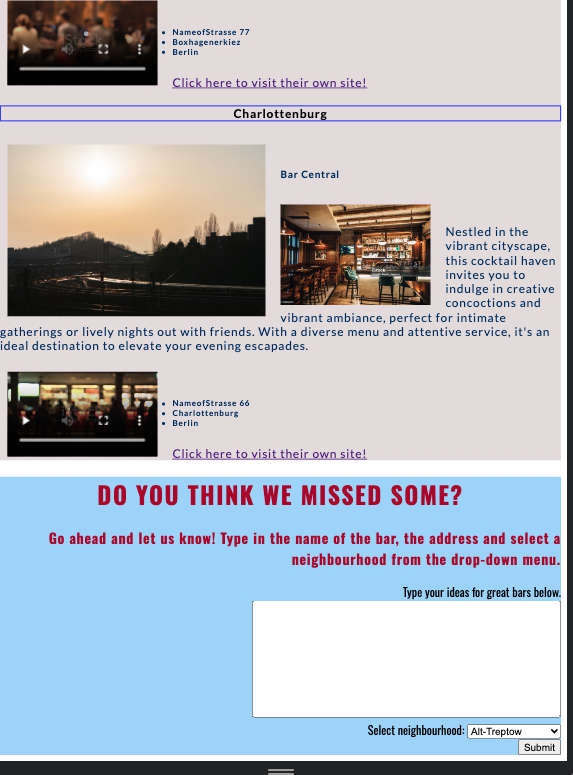 NameofStrasse 77
Boxhagenerkiez
Berlin
Click here to visit their own site!
Charlottenburg
Bar Central
Nestled in the
vibrant cityscape,
this cocktail haven
invites you to
indulge in creative
concoctions and
vibrant ambiance, perfect for intimate
gatherings or lively nights out with friends. With a diverse menu and attentive service, it's an
ideal destination to elevate your evening escapades.
NameofStrasse 66
Charlottenburg
Berlin
Click here to visit their own site!
DO YOU THINK WE MISSED SOME?
Go ahead and let us know! Type in the name of the bar, the address and select a
neighbourhood from the drop-down menu.
Type your ideas for great bars below.
Select neighbourhood: Alt-Treptow
Submit